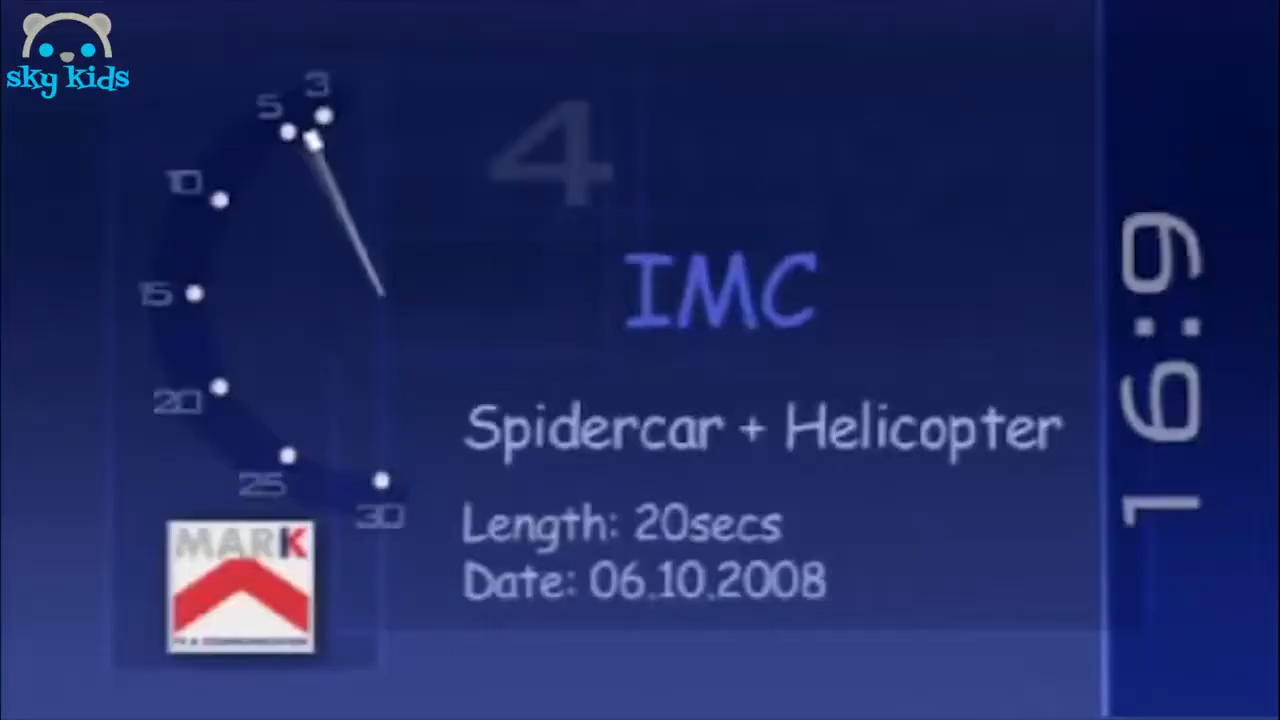 sky kids
3
5
4
10
IMC
15
16:9
20
Spidercar + Helicopter
25
30
Length: 20secs
MARK
Date: 06.10.2008